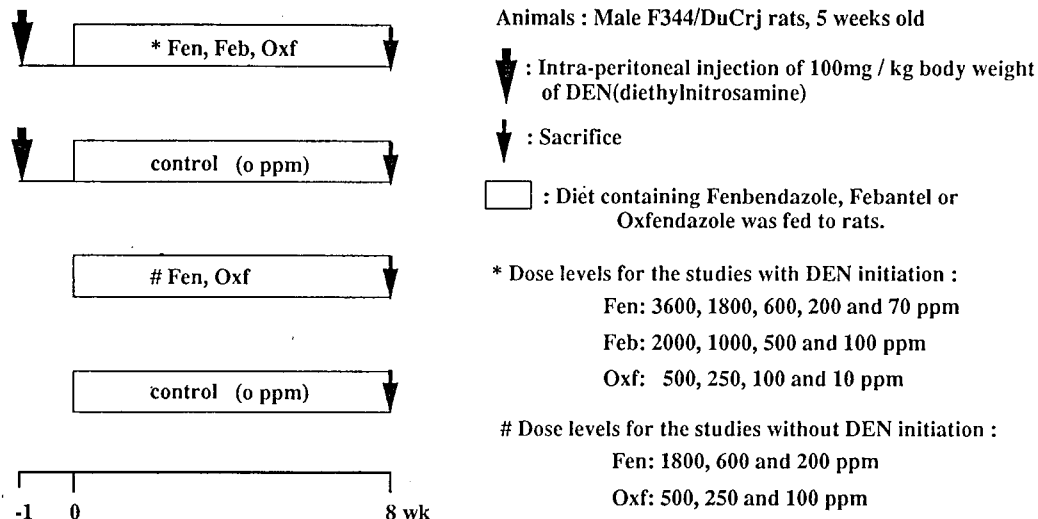 * Fen, Feb, Oxf
control (o ppm)
# Fen, Oxf
control (o ppm)
-1 0 8 wk
Animals : Male F344/DuCrj rats, 5 weeks old
: Intra-peritoneal injection of 100mg / kg body weight
of DEN(diethylnitrosamine)
: Sacrifice
: Diet containing Fenbendazole, Febantel or
Oxfendazole was fed to rats.
* Dose levels for the studies with DEN initiation :
Fen: 3600, 1800, 600, 200 and 70 ppm
Feb: 2000, 1000, 500 and 100 ppm
Oxf: 500, 250, 100 and 10 ppm
# Dose levels for the studies without DEN initiation :
Fen: 1800, 600 and 200 ppm
Oxf: 500, 250 and 100 ppm